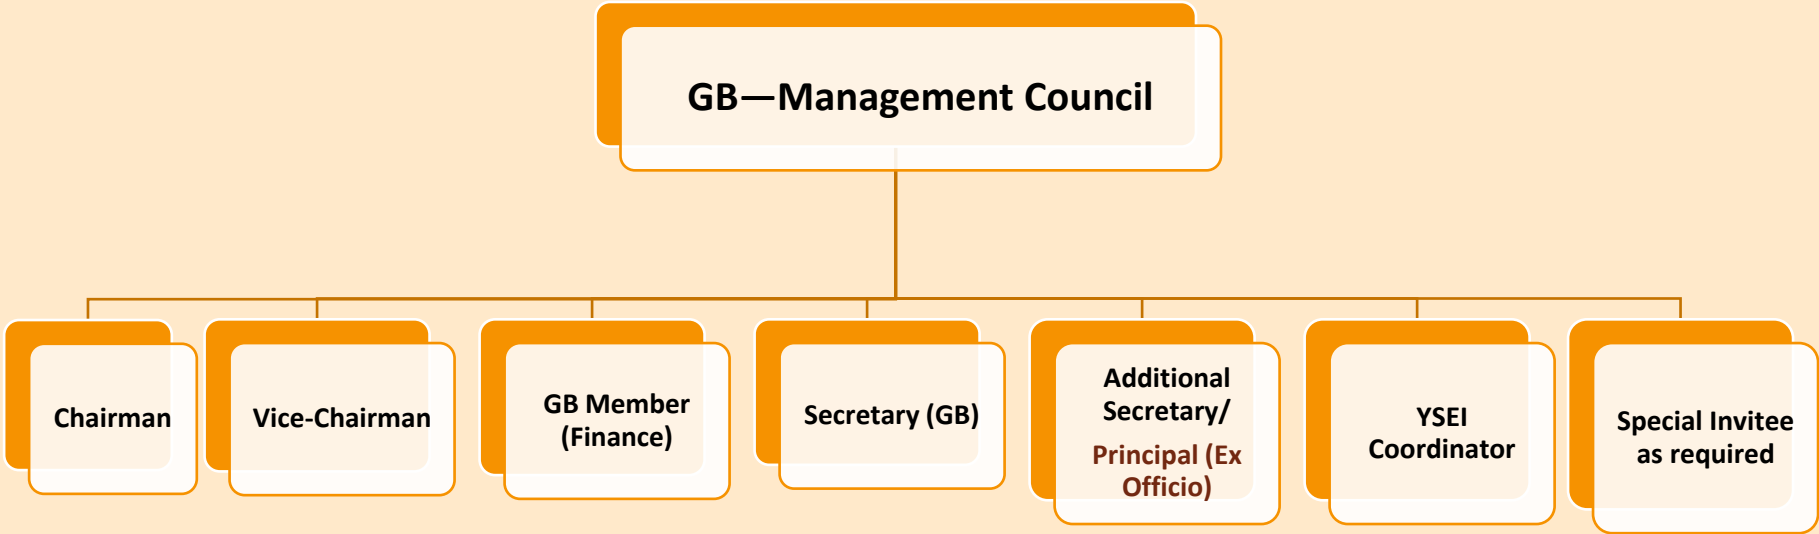 GB—Management Council
Chairman
Vice-Chairman
GB Member
(Finance)
Secretary (GB)
Additional
Secretary/
Principal (Ex
Officio)
YSEI
Coordinator
Special Invitee
as required